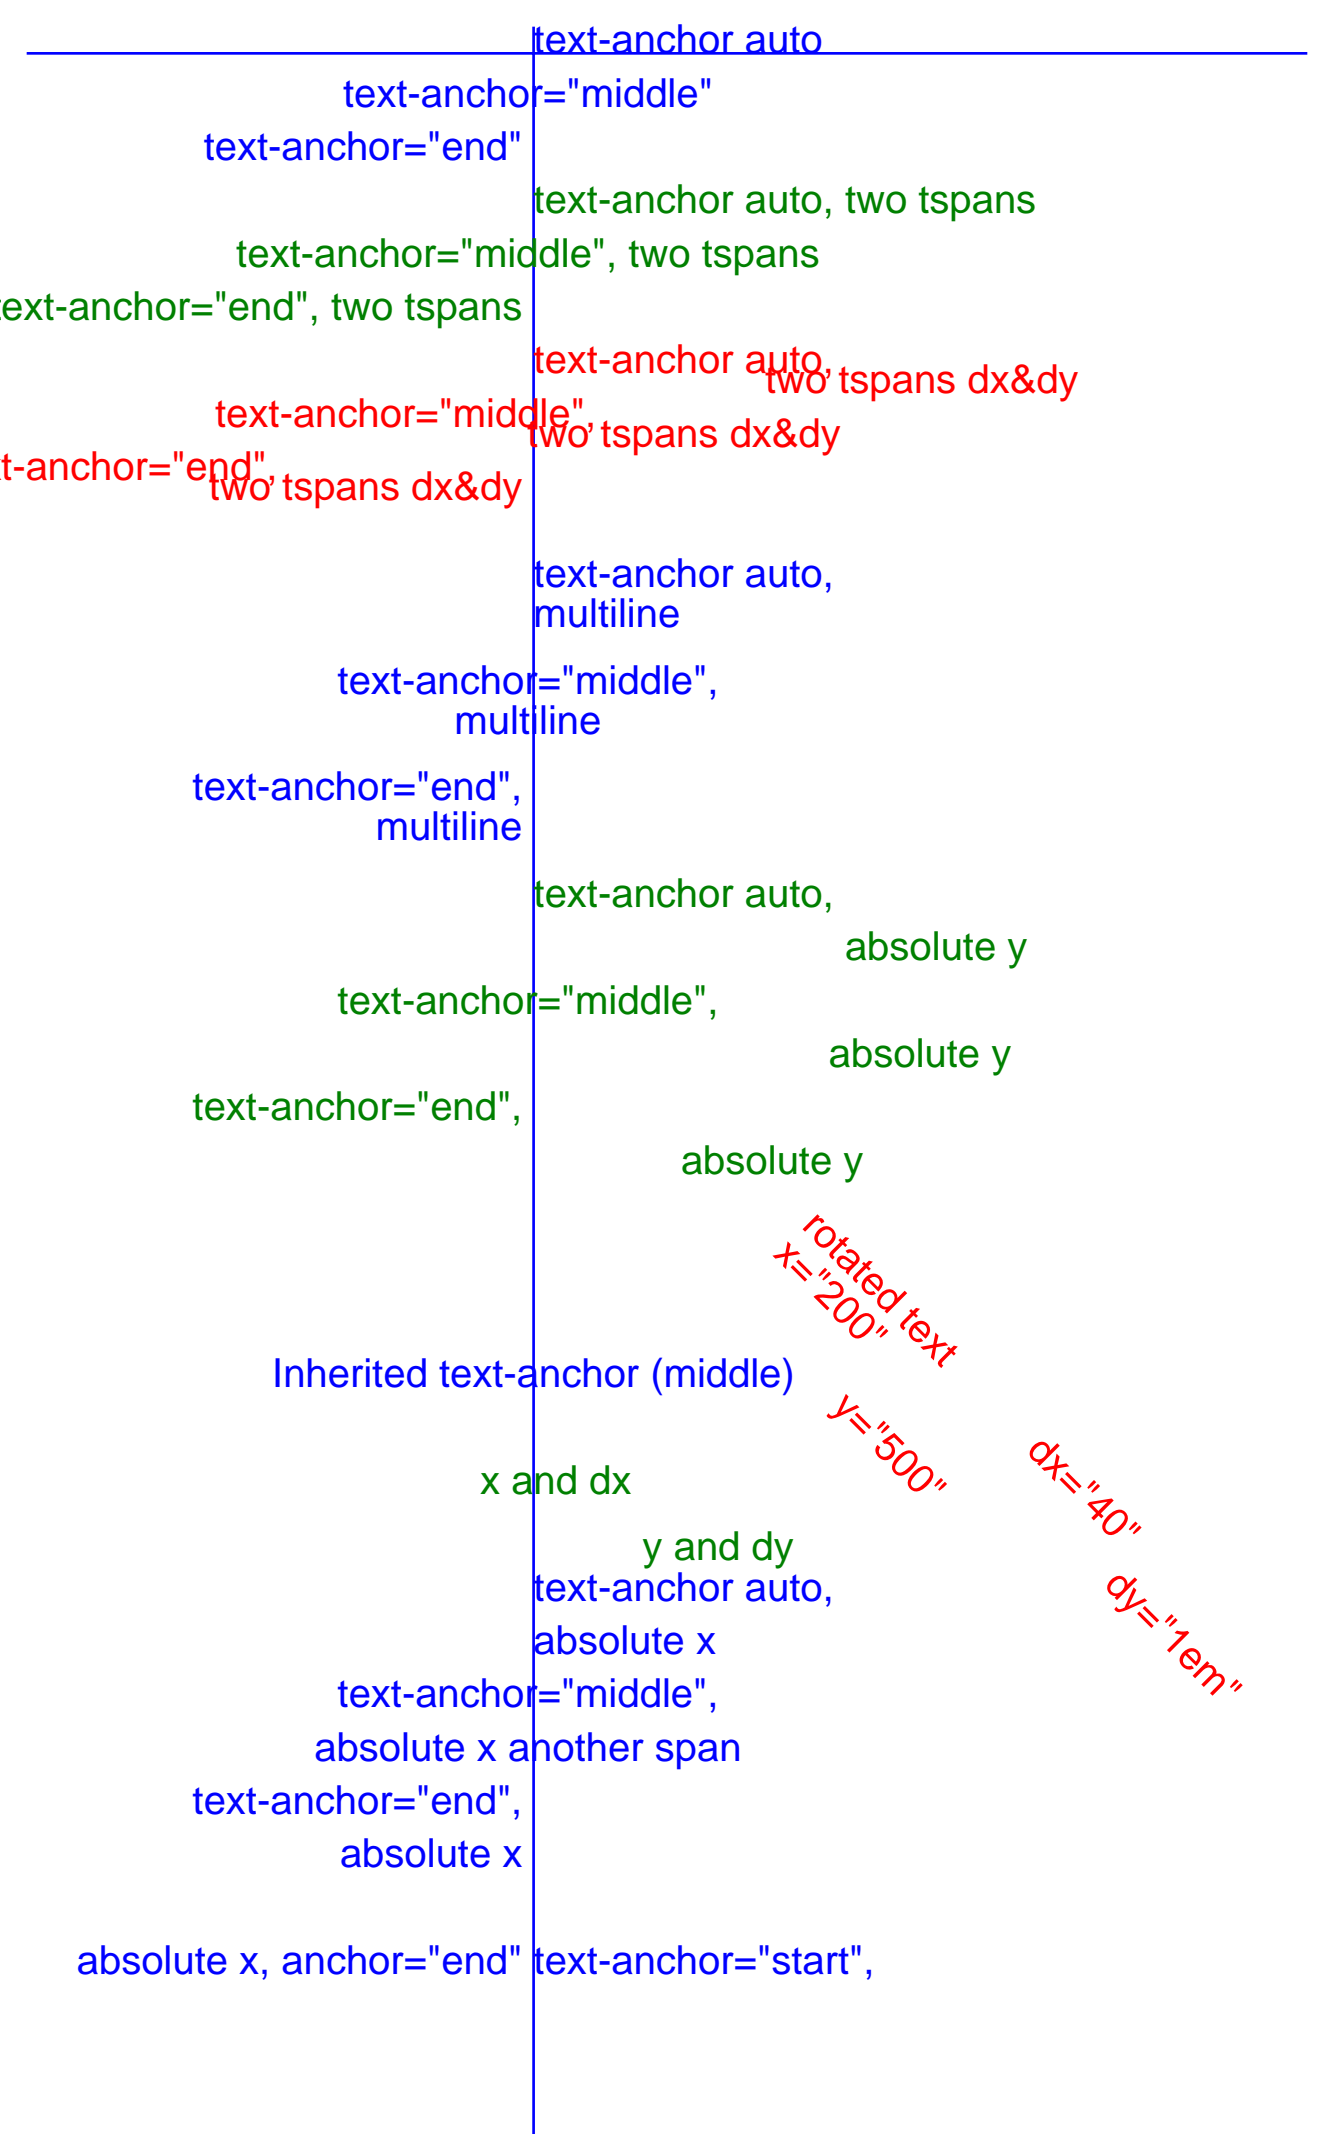 text-anchor auto
text-anchor="middle"
text-anchor="end"
text-anchor auto, two tspans
text-anchor="middle", two tspans
text-anchor="end", two tspans
text-anchor auto,
two tspans dx&dy
text-anchor="middle",
two tspans dx&dy
t-anchor="end",
two tspans dx&dy
text-anchor auto,
multiline
text-anchor="middle",
multiline
text-anchor="end",
multiline
text-anchor auto,
absolute y
text-anchor="middle",
absolute y
text-anchor="end",
absolute y
rotated text
x="200"
Inherited text-anchor (middle)
y="500"
dx="40"
x and dx
y and dy
dy="1em"
text-anchor auto,
absolute x
text-anchor="middle",
absolute x another span
text-anchor="end",
absolute x
absolute x, anchor="end" text-anchor="start",